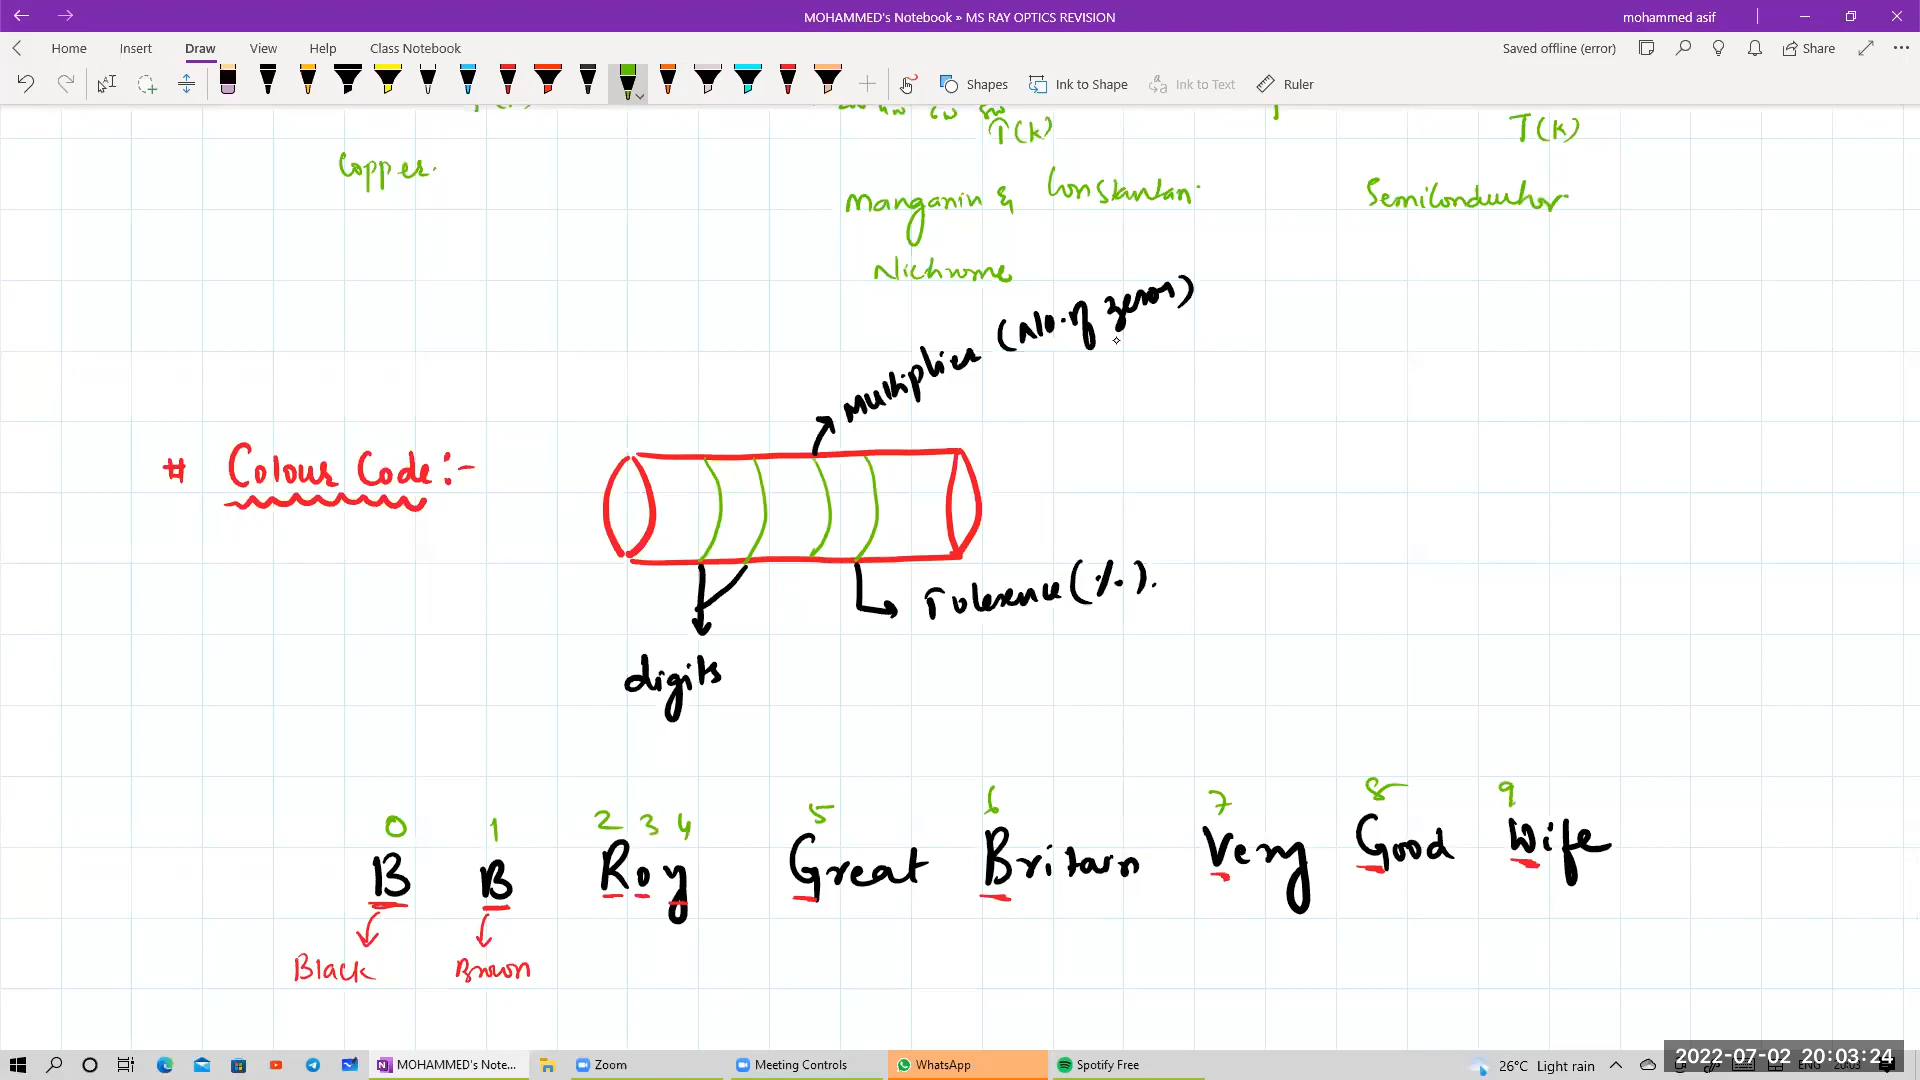 MOHAMMED's Notebook » MS RAY OPTICS REVISION
mohammed asif
Home Insert Draw View Help Class Notebook
Saved offline (error)
Share
Shapes
Ink to Shape
Ink to Text
Ruler
T(K)
T(K)
Copper.
Manganin & Constantan.
Semiconductor
Nichrome
Multiplier (No. of zeros)
# Colour Code:-
Tolerence (%).
digits
0 1 2 3 4 5 6 7 8 9
B B Roy Great Britain Very Good Wife
Black Brown
MOHAMMED's Note...
Zoom
Meeting Controls
WhatsApp
Spotify Free
26°C Light rain
2022-07-02 20:03:24